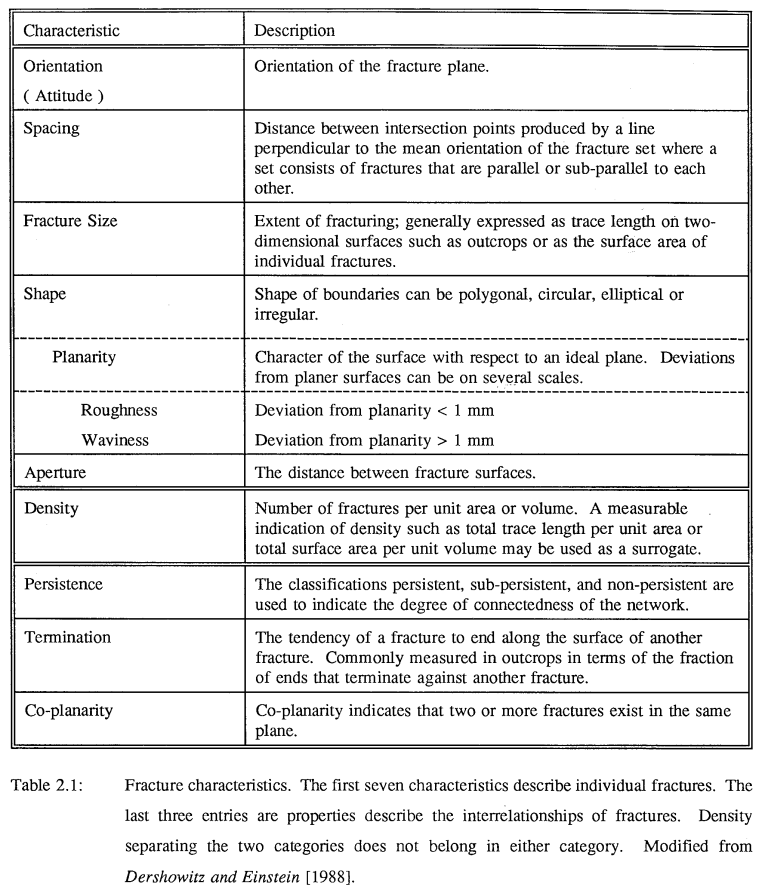 Characteristic Description
Orientation Orientation of the fracture plane.
( Attitude )
Spacing Distance between intersection points produced by a line
perpendicular to the mean orientation of the fracture set where a
set consists of fractures that are parallel or sub-parallel to each
other.
Fracture Size Extent of fracturing; generally expressed as trace length on two-
dimensional surfaces such as outcrops or as the surface area of
individual fractures.
Shape Shape of boundaries can be polygonal, circular, elliptical or
irregular.
Planarity Character of the surface with respect to an ideal plane. Deviations
from planer surfaces can be on several scales.
Roughness Deviation from planarity < 1 mm
Waviness Deviation from planarity > 1 mm
Aperture The distance between fracture surfaces.
Density Number of fractures per unit area or volume. A measurable
indication of density such as total trace length per unit area or
total surface area per unit volume may be used as a surrogate.
Persistence The classifications persistent, sub-persistent, and non-persistent are
used to indicate the degree of connectedness of the network.
Termination The tendency of a fracture to end along the surface of another
fracture. Commonly measured in outcrops in terms of the fraction
of ends that terminate against another fracture.
Co-planarity Co-planarity indicates that two or more fractures exist in the same
plane.
Table 2.1: Fracture characteristics. The first seven characteristics describe individual fractures. The
last three entries are properties describe the interrelationships of fractures. Density
separating the two categories does not belong in either category. Modified from
Dershowitz and Einstein [1988].